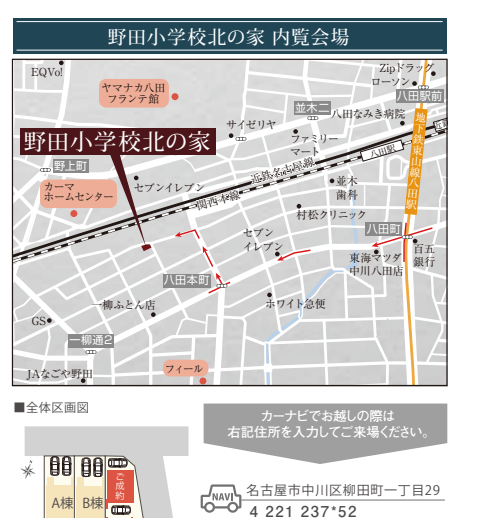 野田小学校北の家 内覧会場
EQVo!
ヤマナカ八田
フランテ館
Zipドラッグ
ローソン
八田駅前
並木二
八田なみき病院
サイゼリヤ
ファミリー
マート
地下鉄東山線八田駅
野田小学校北の家
野上町
八田駅
近鉄名古屋線
カーマ
ホームセンター
セブンイレブン
関西本線
並木
歯科
村松クリニック
八田町
セブン
イレブン
東海マツダ
中川八田店
百五
銀行
八田本町
一柳ふとん店
ホワイト急便
GS
一柳通2
JAなごや野田
フィール
■全体区画図
カーナビでお越しの際は
右記住所を入力してご来場ください。
A棟
B棟
ご成約
NAVI
名古屋市中川区柳田町一丁目29
4 221 237*52